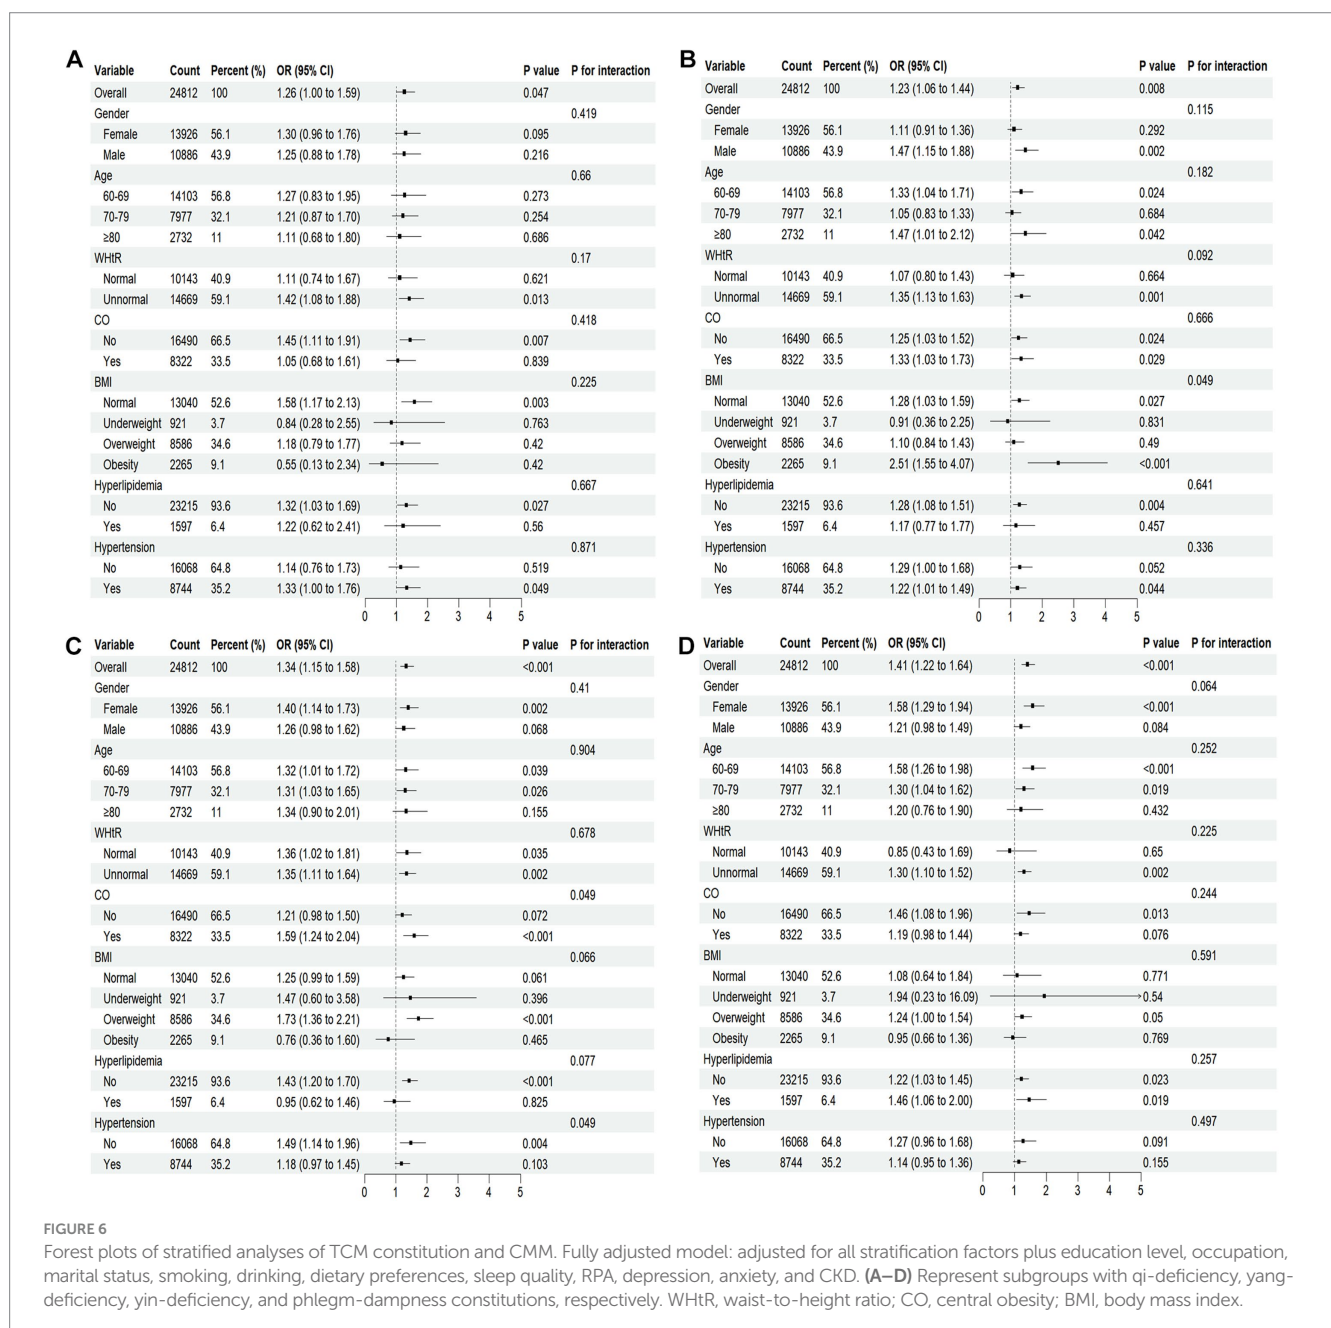 A
Variable Count Percent (%) OR (95% CI) P value P for interaction
Overall 24812 100 1.26 (1.00 to 1.59) 0.047
Gender 0.419
Female 13926 56.1 1.30 (0.96 to 1.76) 0.095
Male 10886 43.9 1.25 (0.88 to 1.78) 0.216
Age 0.66
60-69 14103 56.8 1.27 (0.83 to 1.95) 0.273
70-79 7977 32.1 1.21 (0.87 to 1.70) 0.254
≥80 2732 11 1.11 (0.68 to 1.80) 0.686
WHtR 0.17
Normal 10143 40.9 1.11 (0.74 to 1.67) 0.621
Unnormal 14669 59.1 1.42 (1.08 to 1.88) 0.013
CO 0.418
No 16490 66.5 1.45 (1.11 to 1.91) 0.007
Yes 8322 33.5 1.05 (0.68 to 1.61) 0.839
BMI 0.225
Normal 13040 52.6 1.58 (1.17 to 2.13) 0.003
Underweight 921 3.7 0.84 (0.28 to 2.55) 0.763
Overweight 8586 34.6 1.18 (0.79 to 1.77) 0.42
Obesity 2265 9.1 0.55 (0.13 to 2.34) 0.42
Hyperlipidemia 0.667
No 23215 93.6 1.32 (1.03 to 1.69) 0.027
Yes 1597 6.4 1.22 (0.62 to 2.41) 0.56
Hypertension 0.871
No 16068 64.8 1.14 (0.76 to 1.73) 0.519
Yes 8744 35.2 1.33 (1.00 to 1.76) 0.049
0 1 2 3 4 5
B
Variable Count Percent (%) OR (95% CI) P value P for interaction
Overall 24812 100 1.23 (1.06 to 1.44) 0.008
Gender 0.115
Female 13926 56.1 1.11 (0.91 to 1.36) 0.292
Male 10886 43.9 1.47 (1.15 to 1.88) 0.002
Age 0.182
60-69 14103 56.8 1.33 (1.04 to 1.71) 0.024
70-79 7977 32.1 1.05 (0.83 to 1.33) 0.684
≥80 2732 11 1.47 (1.01 to 2.12) 0.042
WHtR 0.092
Normal 10143 40.9 1.07 (0.80 to 1.43) 0.664
Unnormal 14669 59.1 1.35 (1.13 to 1.63) 0.001
CO 0.666
No 16490 66.5 1.25 (1.03 to 1.52) 0.024
Yes 8322 33.5 1.33 (1.03 to 1.73) 0.029
BMI 0.049
Normal 13040 52.6 1.28 (1.03 to 1.59) 0.027
Underweight 921 3.7 0.91 (0.36 to 2.25) 0.831
Overweight 8586 34.6 1.10 (0.84 to 1.43) 0.49
Obesity 2265 9.1 2.51 (1.55 to 4.07) <0.001
Hyperlipidemia 0.641
No 23215 93.6 1.28 (1.08 to 1.51) 0.004
Yes 1597 6.4 1.17 (0.77 to 1.77) 0.457
Hypertension 0.336
No 16068 64.8 1.29 (1.00 to 1.68) 0.052
Yes 8744 35.2 1.22 (1.01 to 1.49) 0.044
0 1 2 3 4 5
C
Variable Count Percent (%) OR (95% CI) P value P for interaction
Overall 24812 100 1.34 (1.15 to 1.58) <0.001
Gender 0.41
Female 13926 56.1 1.40 (1.14 to 1.73) 0.002
Male 10886 43.9 1.26 (0.98 to 1.62) 0.068
Age 0.904
60-69 14103 56.8 1.32 (1.01 to 1.72) 0.039
70-79 7977 32.1 1.31 (1.03 to 1.65) 0.026
≥80 2732 11 1.34 (0.90 to 2.01) 0.155
WHtR 0.678
Normal 10143 40.9 1.36 (1.02 to 1.81) 0.035
Unnormal 14669 59.1 1.35 (1.11 to 1.64) 0.002
CO 0.049
No 16490 66.5 1.21 (0.98 to 1.50) 0.072
Yes 8322 33.5 1.59 (1.24 to 2.04) <0.001
BMI 0.066
Normal 13040 52.6 1.25 (0.99 to 1.59) 0.061
Underweight 921 3.7 1.47 (0.60 to 3.58) 0.396
Overweight 8586 34.6 1.73 (1.36 to 2.21) <0.001
Obesity 2265 9.1 0.76 (0.36 to 1.60) 0.465
Hyperlipidemia 0.077
No 23215 93.6 1.43 (1.20 to 1.70) <0.001
Yes 1597 6.4 0.95 (0.62 to 1.46) 0.825
Hypertension 0.049
No 16068 64.8 1.49 (1.14 to 1.96) 0.004
Yes 8744 35.2 1.18 (0.97 to 1.45) 0.103
0 1 2 3 4 5
D
Variable Count Percent (%) OR (95% CI) P value P for interaction
Overall 24812 100 1.41 (1.22 to 1.64) <0.001
Gender 0.064
Female 13926 56.1 1.58 (1.29 to 1.94) <0.001
Male 10886 43.9 1.21 (0.98 to 1.49) 0.084
Age 0.252
60-69 14103 56.8 1.58 (1.26 to 1.98) <0.001
70-79 7977 32.1 1.30 (1.04 to 1.62) 0.019
≥80 2732 11 1.20 (0.76 to 1.90) 0.432
WHtR 0.225
Normal 10143 40.9 0.85 (0.43 to 1.69) 0.65
Unnormal 14669 59.1 1.30 (1.10 to 1.52) 0.002
CO 0.244
No 16490 66.5 1.46 (1.08 to 1.96) 0.013
Yes 8322 33.5 1.19 (0.98 to 1.44) 0.076
BMI 0.591
Normal 13040 52.6 1.08 (0.64 to 1.84) 0.771
Underweight 921 3.7 1.94 (0.23 to 16.09) 0.54
Overweight 8586 34.6 1.24 (1.00 to 1.54) 0.05
Obesity 2265 9.1 0.95 (0.66 to 1.36) 0.769
Hyperlipidemia 0.257
No 23215 93.6 1.22 (1.03 to 1.45) 0.023
Yes 1597 6.4 1.46 (1.06 to 2.00) 0.019
Hypertension 0.497
No 16068 64.8 1.27 (0.96 to 1.68) 0.091
Yes 8744 35.2 1.14 (0.95 to 1.36) 0.155
0 1 2 3 4 5
FIGURE 6
Forest plots of stratified analyses of TCM constitution and CMM. Fully adjusted model: adjusted for all stratification factors plus education level, occupation,
marital status, smoking, drinking, dietary preferences, sleep quality, RPA, depression, anxiety, and CKD. (A–D) Represent subgroups with qi-deficiency, yang-
deficiency, yin-deficiency, and phlegm-dampness constitutions, respectively. WHtR, waist-to-height ratio; CO, central obesity; BMI, body mass index.